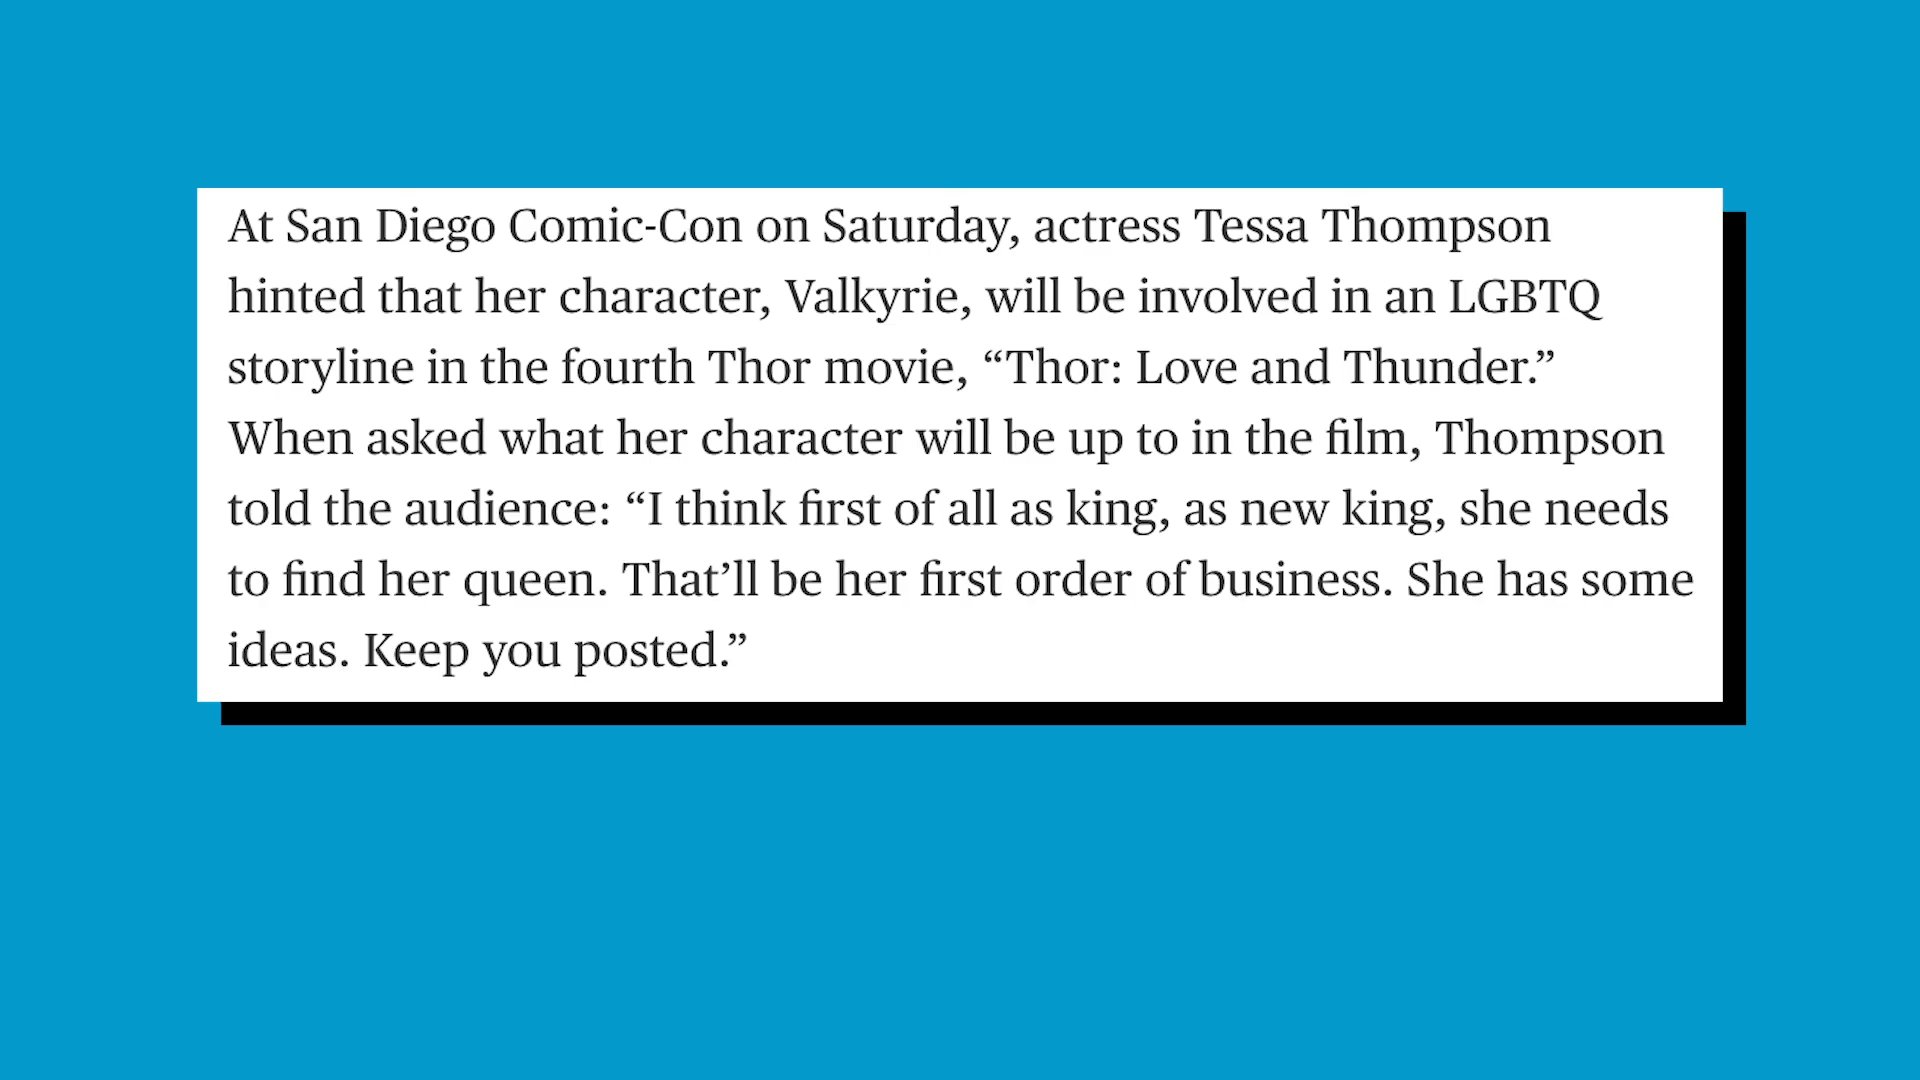 At San Diego Comic-Con on Saturday, actress Tessa Thompson
hinted that her character, Valkyrie, will be involved in an LGBTQ
storyline in the fourth Thor movie, “Thor: Love and Thunder.”
When asked what her character will be up to in the film, Thompson
told the audience: “I think first of all as king, as new king, she needs
to find her queen. That’ll be her first order of business. She has some
ideas. Keep you posted.”